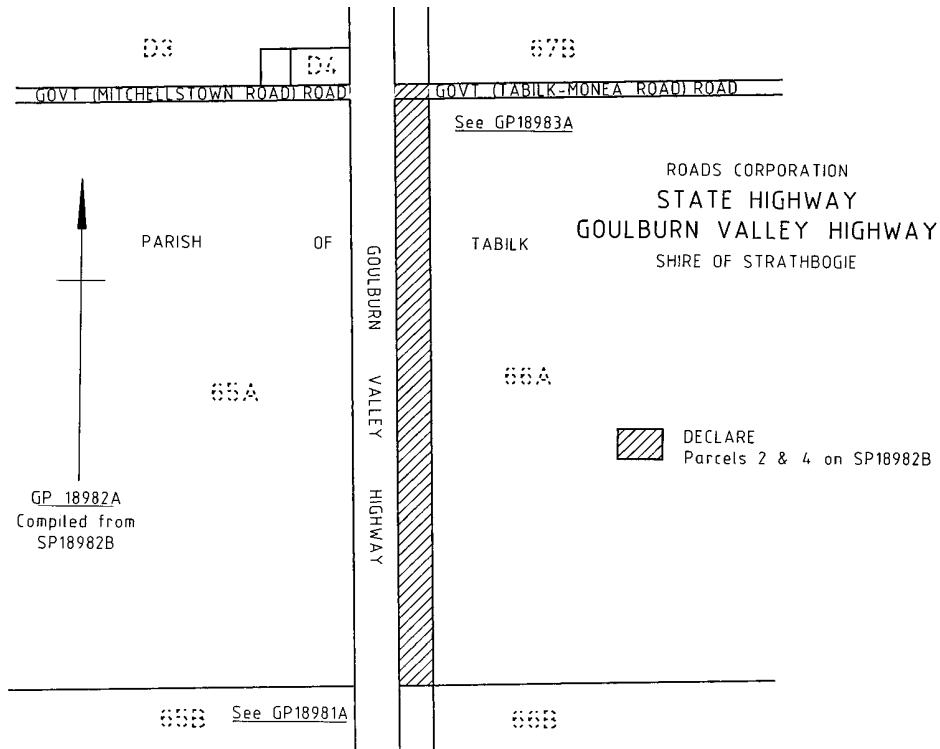 D3
D4
67B
GOVT (MITCHELLSTOWN ROAD) ROAD
GOVT (TABILK-MONEA ROAD) ROAD
See GP18983A
ROADS CORPORATION
STATE HIGHWAY
GOULBURN VALLEY HIGHWAY
SHIRE OF STRATHBOGIE
PARISH OF TABILK
GOULBURN VALLEY HIGHWAY
65A
66A
DECLARE
Parcels 2 & 4 on SP18982B
GP 18982A
Compiled from
SP18982B
65B
See GP18981A
66B